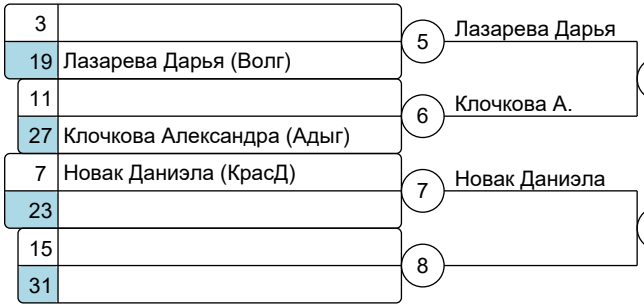 3
5 Лазарева Дарья
19 Лазарева Дарья (Волг)
11
6 Клочкова А.
27 Клочкова Александра (Адыг)
7 Новак Даниэла (КрасД)
7 Новак Даниэла
23
15
8
31